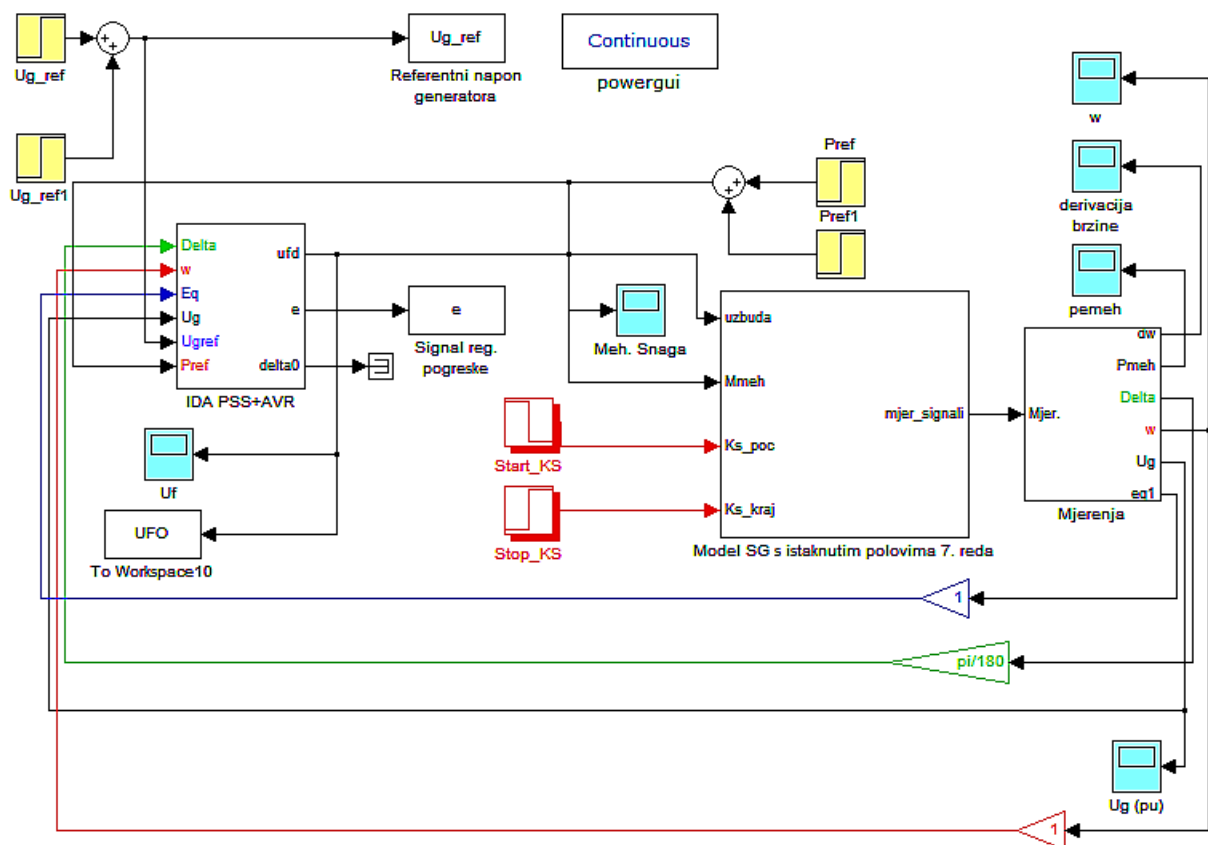 Ug_ref
Ug_ref1
Ug_ref
Referentni napon
generatora
Continuous
powergui
w
derivacija
brzine
pemeh
Pref
Pref1
Delta
w
Eq
Ug
Ugref
Pref
ufd
e
delta0
IDA PSS+AVR
e
Signal reg.
pogreske
Meh. Snaga
Uf
UFO
To Workspace10
Start_KS
Stop_KS
uzbuda
Mmeh
Ks_poc
Ks_kraj
mjer_signali
Model SG s istaknutim polovima 7. reda
Mjer.
dw
Pmeh
Delta
w
Ug
eq1
Mjerenja
1
pi/180
Ug (pu)
1